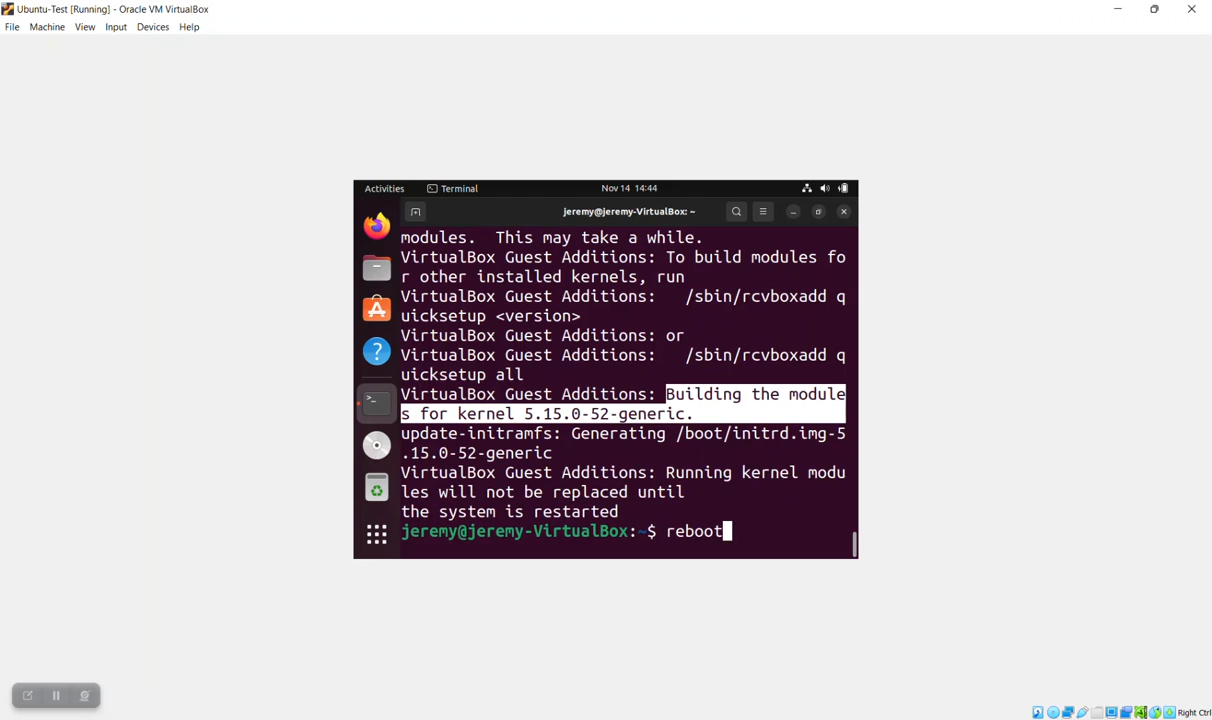 Ubuntu-Test [Running] - Oracle VM VirtualBox
File Machine View Input Devices Help
Activities Terminal Nov 14 14:44
jeremy@jeremy-VirtualBox: ~
modules.  This may take a while.
VirtualBox Guest Additions: To build modules fo
r other installed kernels, run
VirtualBox Guest Additions:   /sbin/rcvboxadd q
uicksetup <version>
VirtualBox Guest Additions: or
VirtualBox Guest Additions:   /sbin/rcvboxadd q
uicksetup all
VirtualBox Guest Additions: Building the module
s for kernel 5.15.0-52-generic.
update-initramfs: Generating /boot/initrd.img-5
.15.0-52-generic
VirtualBox Guest Additions: Running kernel modu
les will not be replaced until
the system is restarted
jeremy@jeremy-VirtualBox:~$ reboot
Right Ctrl